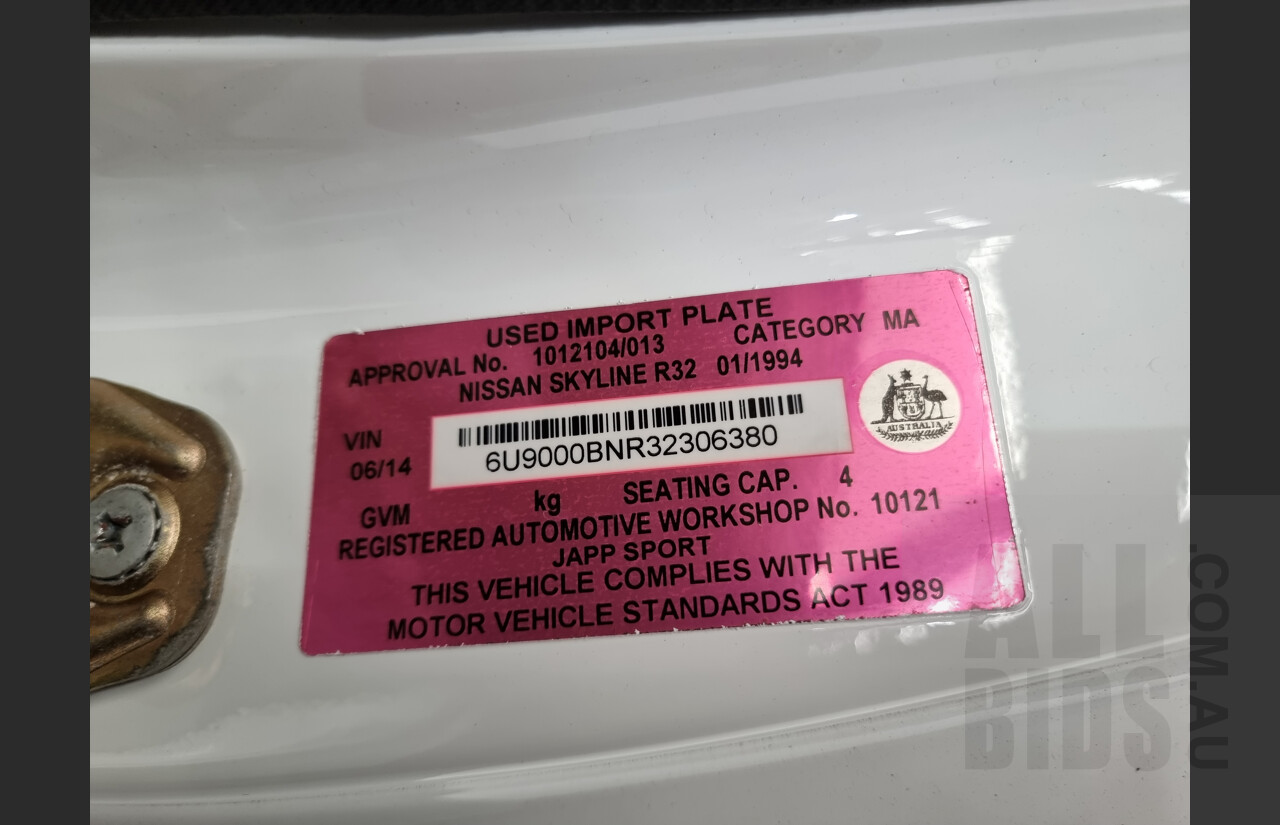 USED IMPORT PLATE
APPROVAL No. 1012104/013 CATEGORY MA
NISSAN SKYLINE R32 01/1994
VIN 6U9000BNR32306380
06/14
AUSTRALIA
GVM kg SEATING CAP. 4
REGISTERED AUTOMOTIVE WORKSHOP No. 10121
JAPP SPORT
THIS VEHICLE COMPLIES WITH THE
MOTOR VEHICLE STANDARDS ACT 1989
ALL
BIDS
.COM.AU